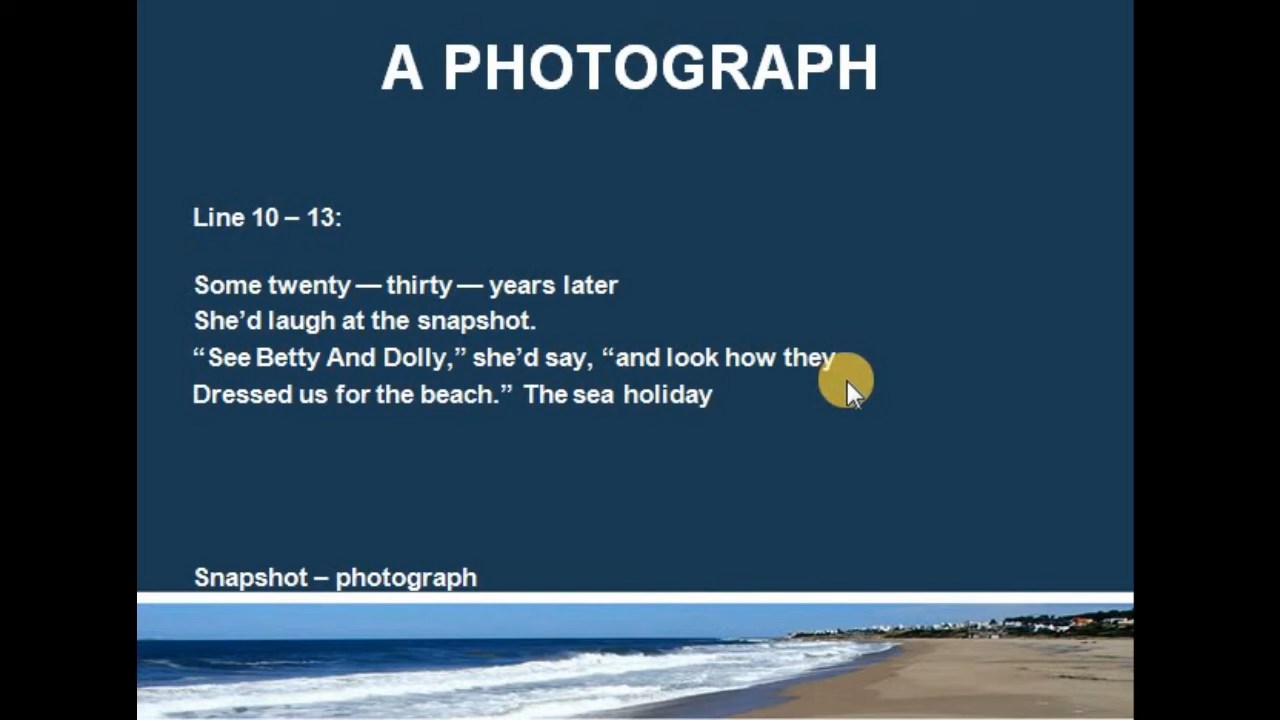 A PHOTOGRAPH
Line 10 – 13:
Some twenty — thirty — years later
She’d laugh at the snapshot.
“See Betty And Dolly,” she’d say, “and look how they
Dressed us for the beach.” The sea holiday
Snapshot – photograph